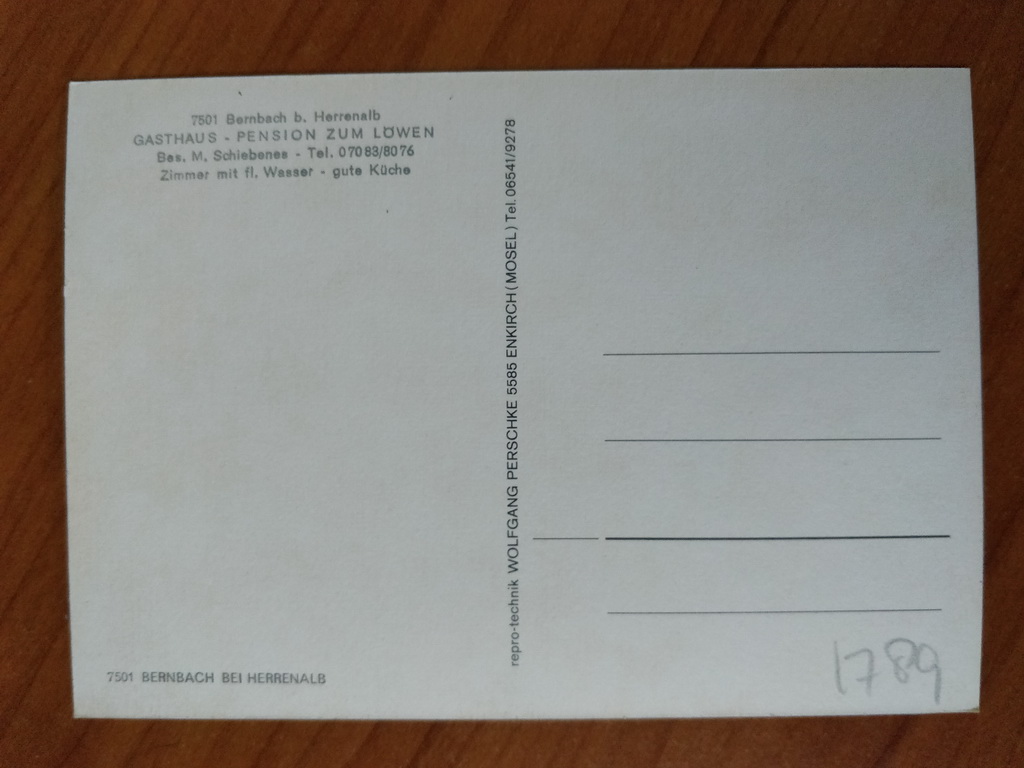 7501 Bernbach b. Herrenalb
GASTHAUS - PENSION ZUM LÖWEN
Bes. M. Schiebenes - Tel. 07083/8076
Zimmer mit fl. Wasser - gute Küche
repro-technik WOLFGANG PERSCHKE 5585 ENKIRCH (MOSEL) Tel. 06541/9278
7501 BERNBACH BEI HERRENALB
1789